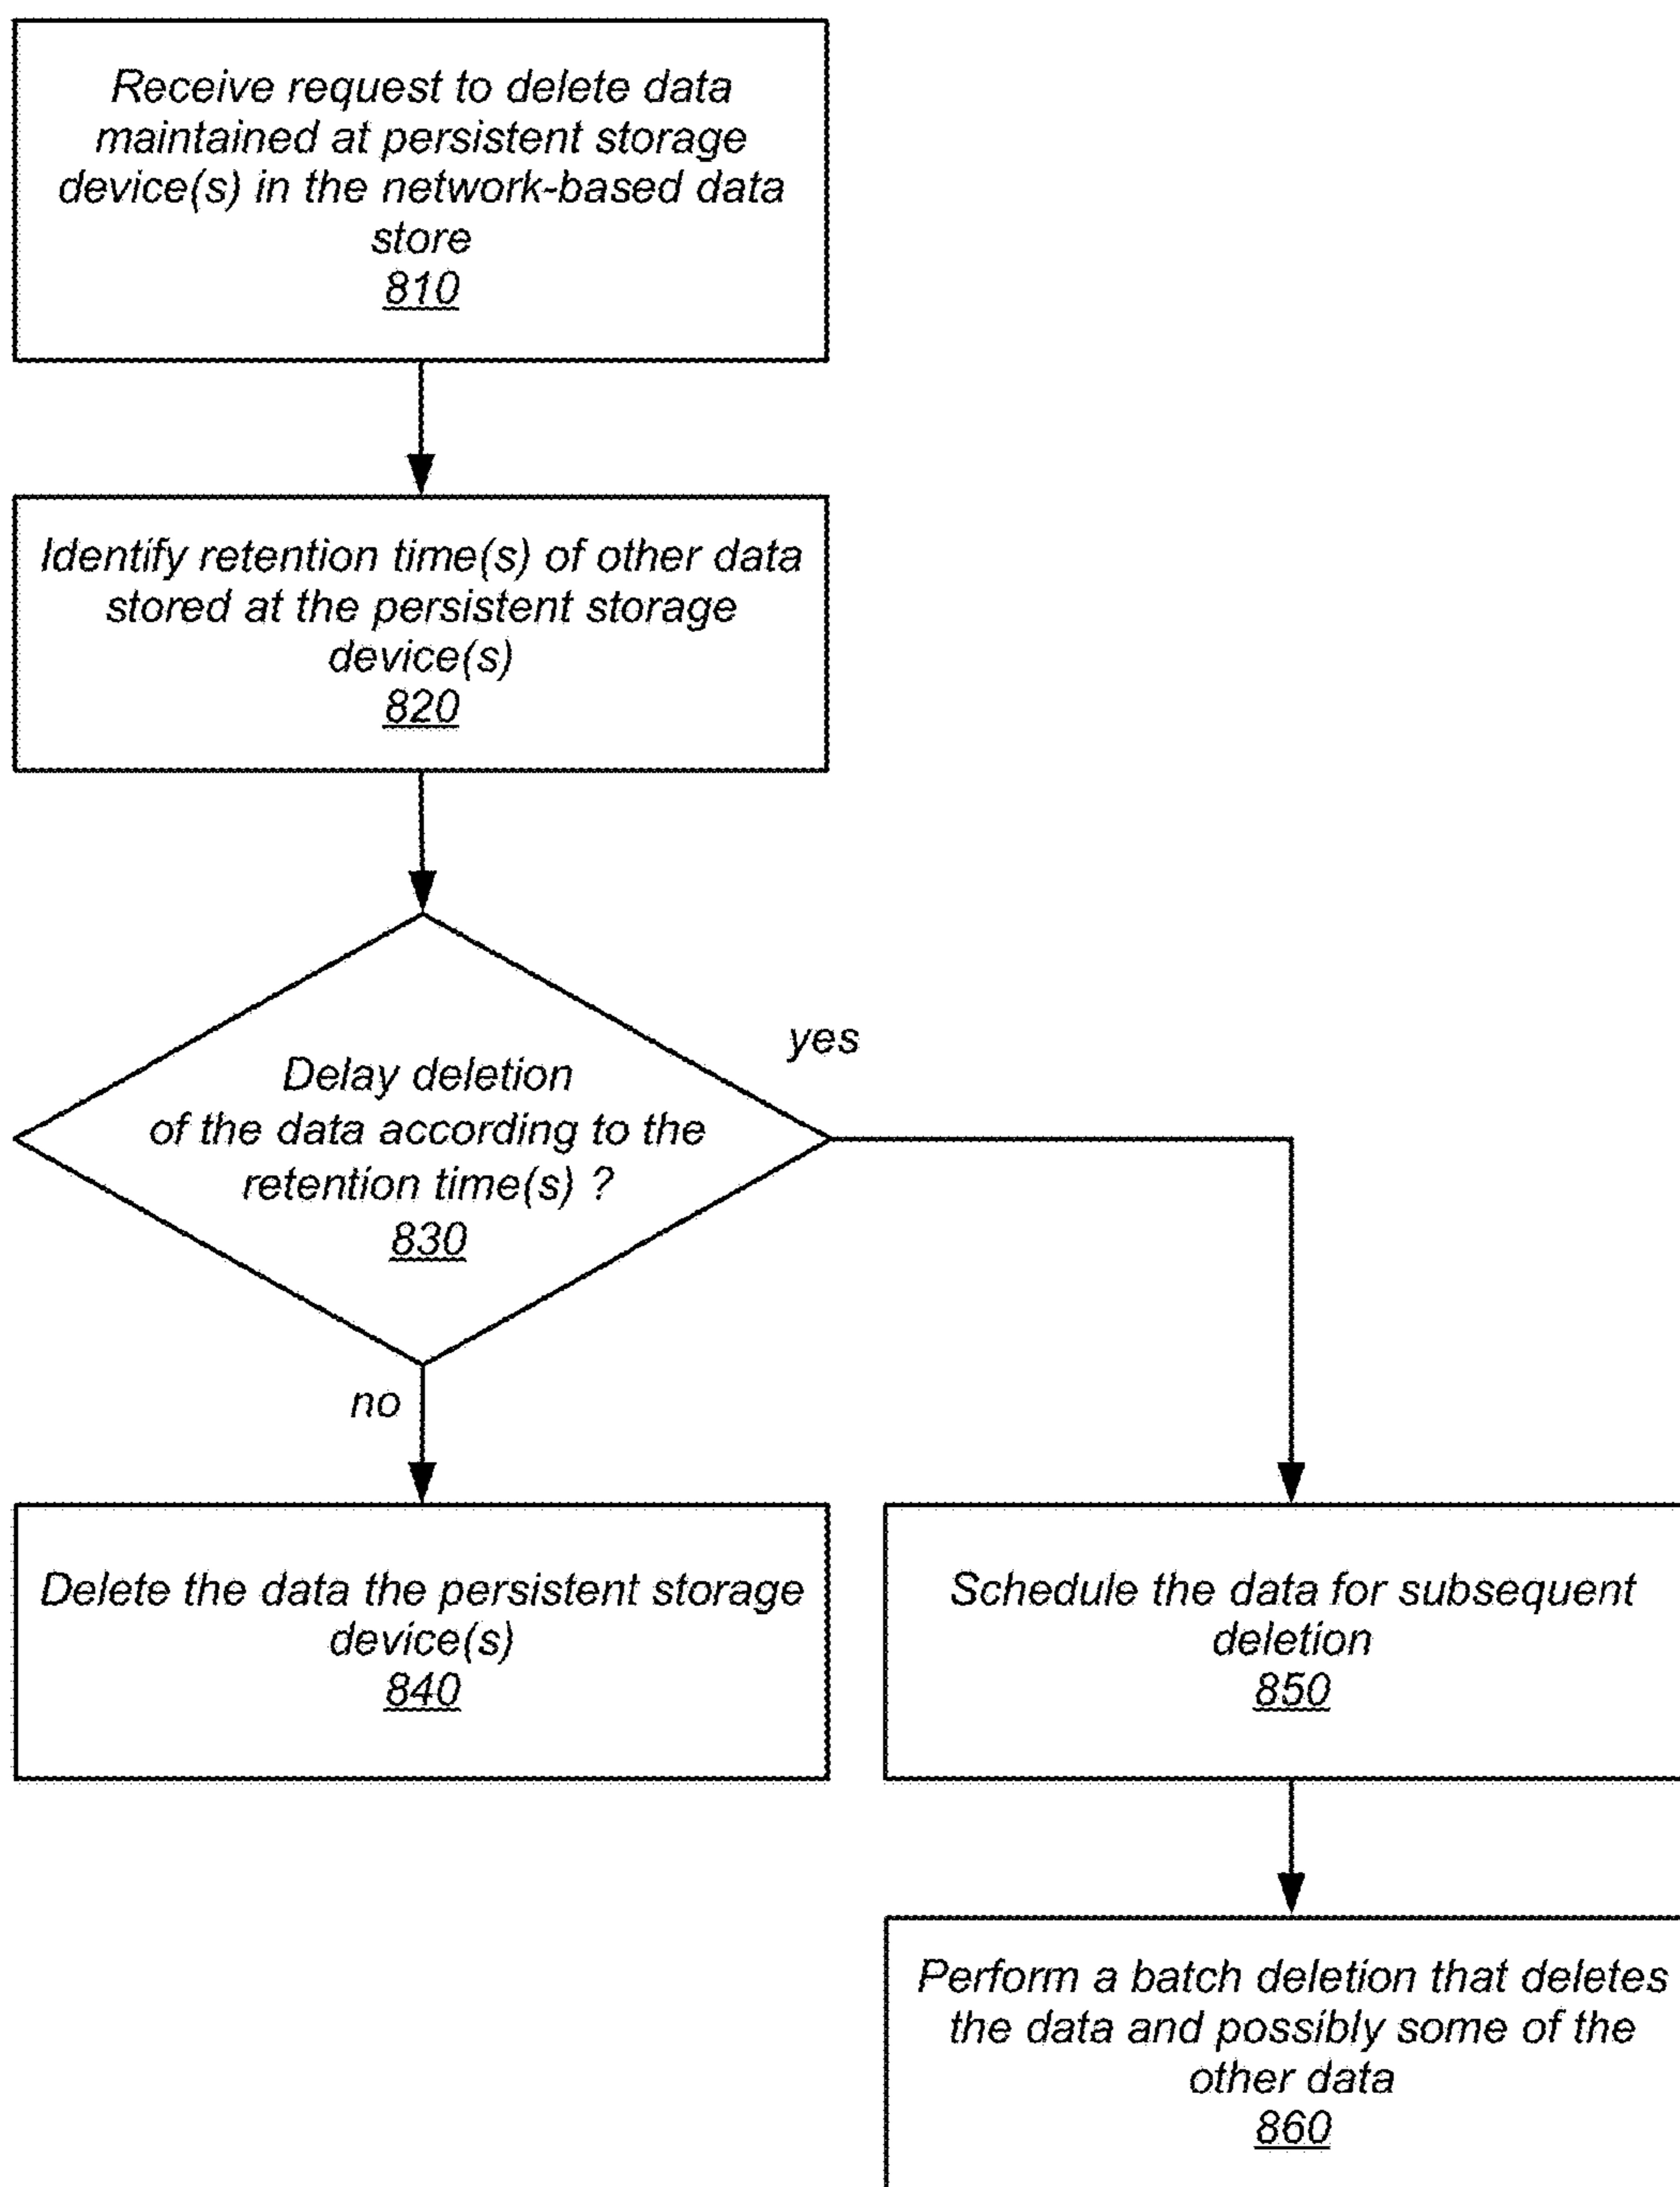 Receive request to delete data
maintained at persistent storage
device(s) in the network-based data
store
810
Identify retention time(s) of other data
stored at the persistent storage
device(s)
820
Delay deletion
of the data according to the
retention time(s) ?
830
yes
no
Delete the data the persistent storage
device(s)
840
Schedule the data for subsequent
deletion
850
Perform a batch deletion that deletes
the data and possibly some of the
other data
860